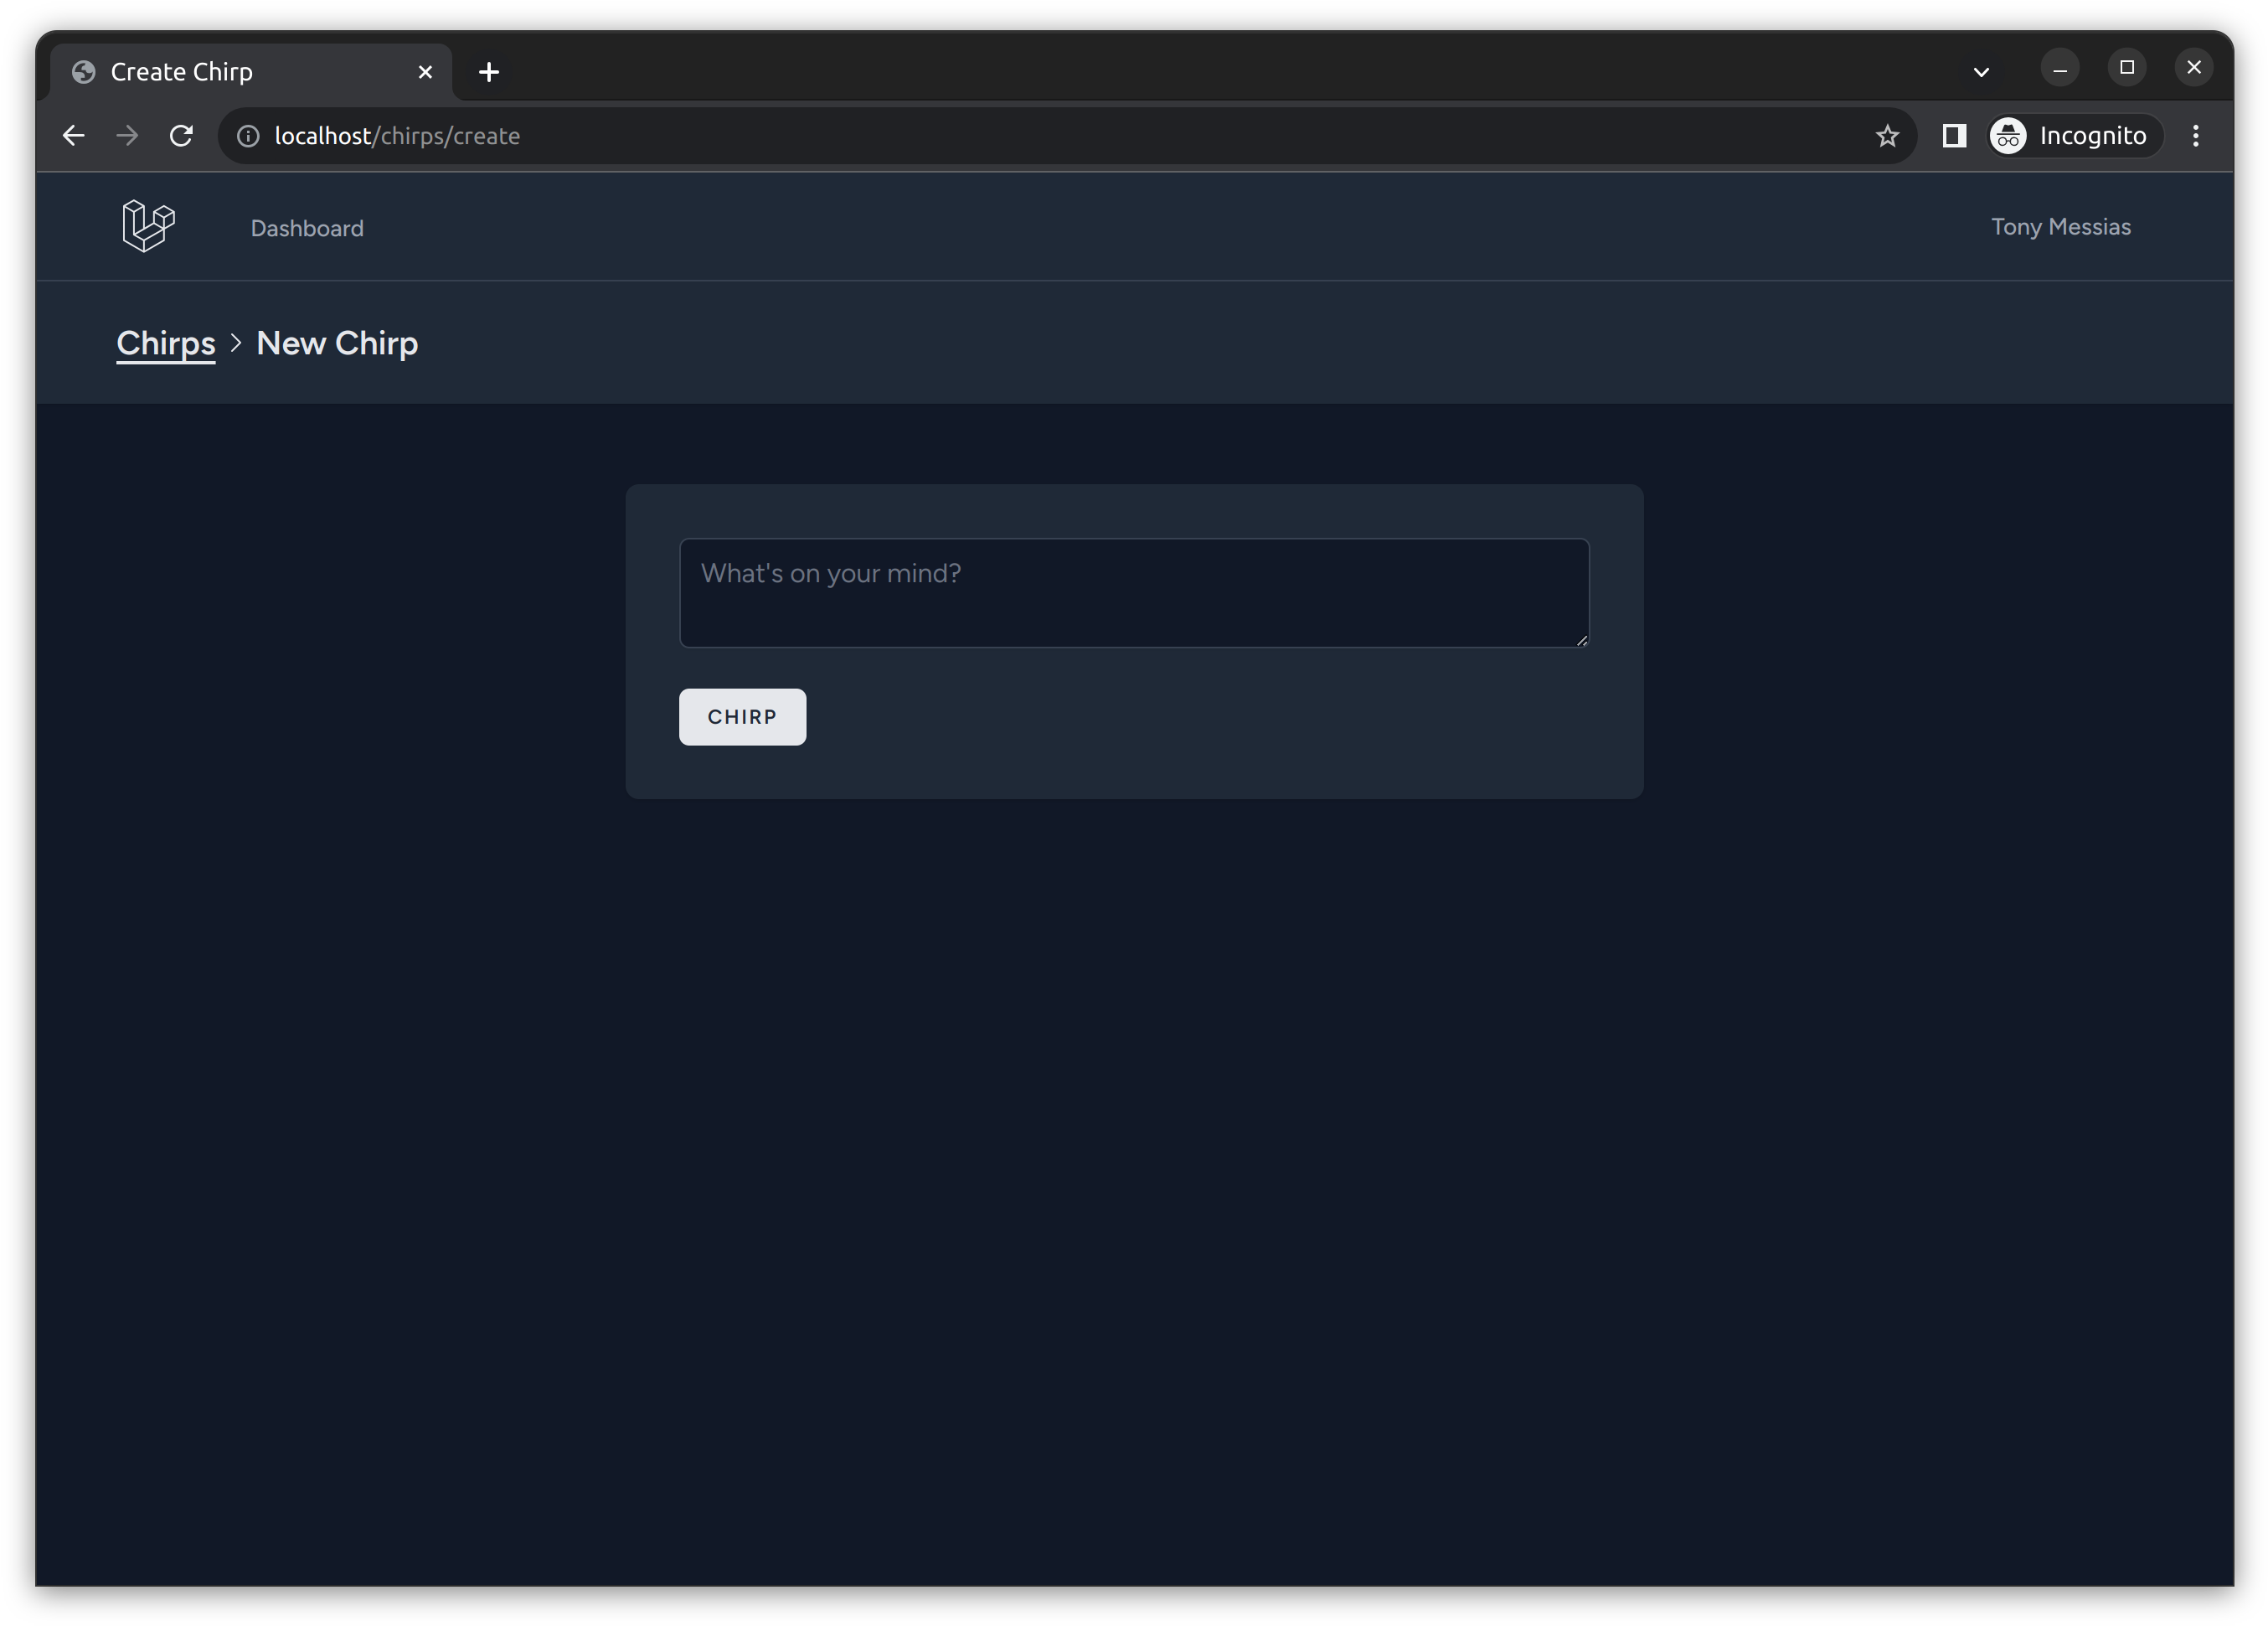 Create Chirp
localhost/chirps/create
Incognito
Dashboard
Tony Messias
Chirps > New Chirp
What's on your mind?
CHIRP